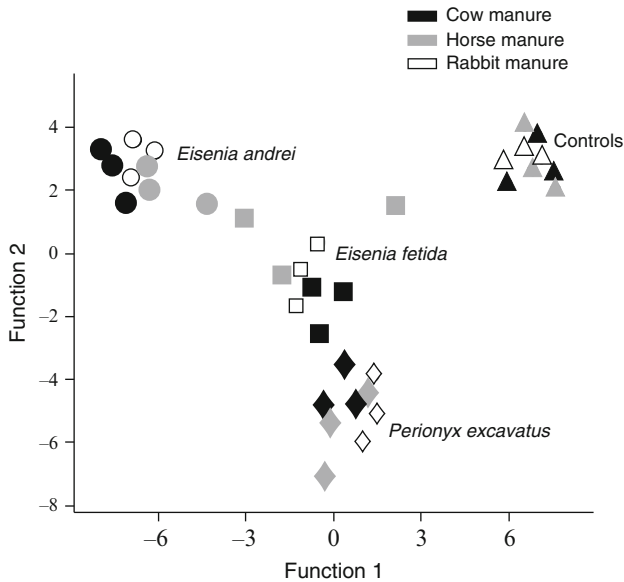 Cow manure
Horse manure
Rabbit manure
Controls
Eisenia andrei
Eisenia fetida
Perionyx excavatus
Function 2
4
2
0
−2
−4
−6
−8
−6
−3
0
3
6
Function 1